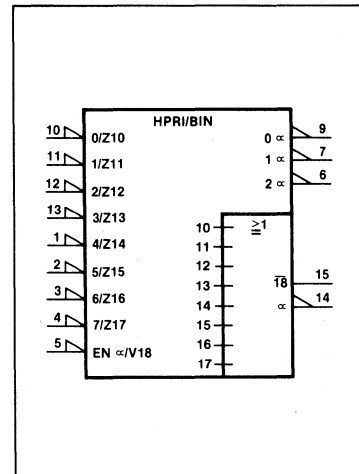 HPRI/BIN
10 0/Z10 0 ∝ 9
11 1/Z11 1 ∝ 7
12 2/Z12 2 ∝ 6
13 3/Z13
1 4/Z14
2 5/Z15
3 6/Z16
4 7/Z17
5 EN ∝/V18
≥1
10
11
12
13
14
15
16
17
18 15
∝ 14